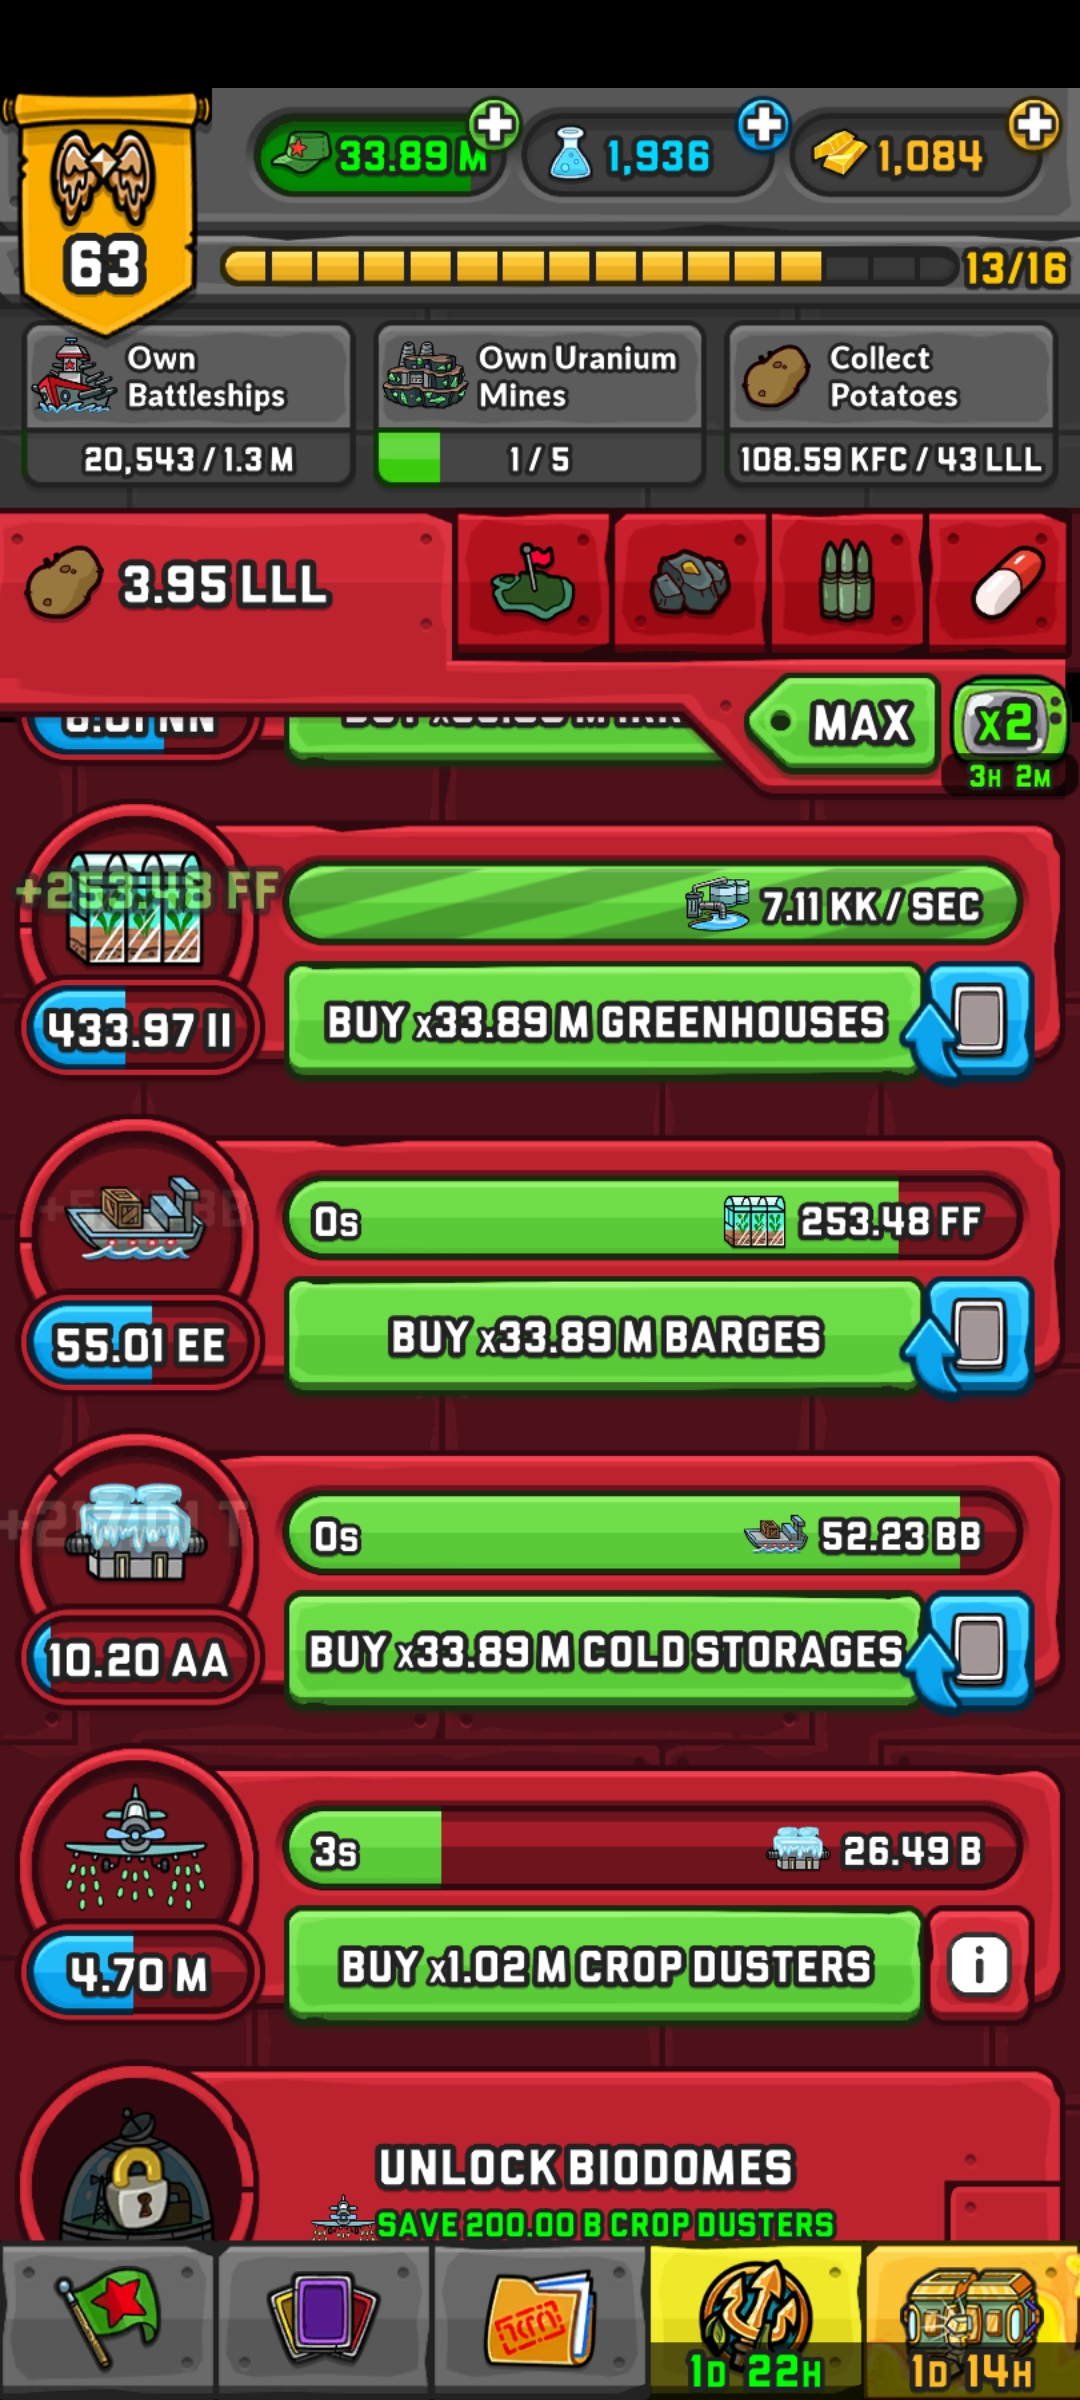 33.89 M
1,936
1,084
63
13/16
Own
Battleships
20,543 / 1.3 M
Own Uranium
Mines
1 / 5
Collect
Potatoes
108.59 KFC / 43 LLL
3.95 LLL
MAX
x2
3H 2M
+253.48 FF
7.11 KK / SEC
433.97 II
BUY x33.89 M GREENHOUSES
0s
253.48 FF
55.01 EE
BUY x33.89 M BARGES
0s
52.23 BB
10.20 AA
BUY x33.89 M COLD STORAGES
3s
26.49 B
4.70 M
BUY x1.02 M CROP DUSTERS
i
UNLOCK BIODOMES
SAVE 200.00 B CROP DUSTERS
1D 22H
1D 14H